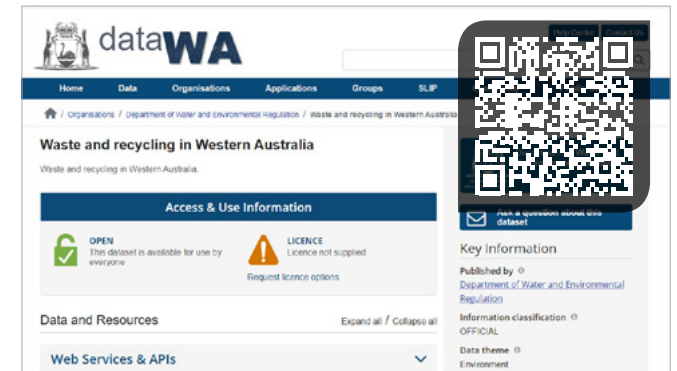 dataWA
Help Centre Contact Us
Home Data Organisations Applications Groups SLIP
/ Organisations / Department of Water and Environmental Regulation / Waste and recycling in Western Australia
Waste and recycling in Western Australia
Waste and recycling in Western Australia.
Access & Use Information
OPEN
This dataset is available for use by
everyone
LICENCE
Licence not supplied
Request licence options
Data and Resources
Expand all / Collapse all
Web Services & APIs
Ask a question about this
dataset
Key Information
Published by
Department of Water and Environmental
Regulation
Information classification
OFFICIAL
Data theme
Environment